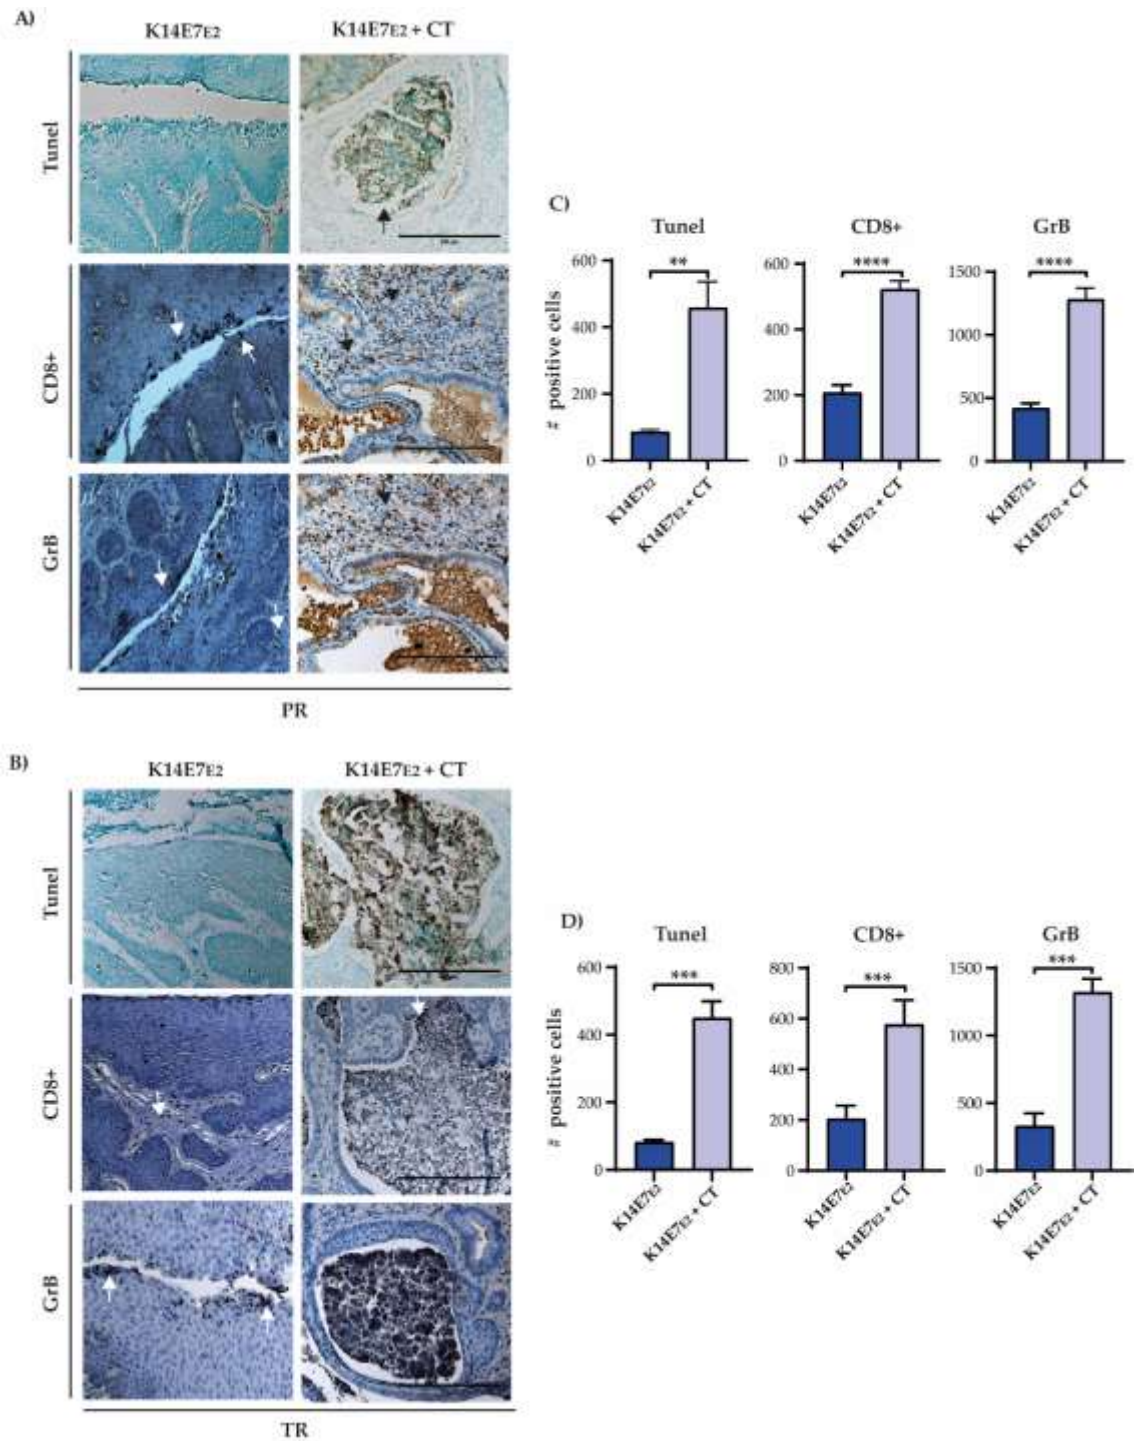 A)
K14E7E2 K14E7E2 + CT
Tunel
CD8+
GrB
PR
B)
K14E7E2 K14E7E2 + CT
Tunel
CD8+
GrB
TR
C)
Tunel CD8+ GrB
# positive cells
600
400
200
0
**
K14E7E2
K14E7E2 + CT
600
400
200
0
****
K14E7E2
K14E7E2 + CT
1500
1000
500
0
****
K14E7E2
K14E7E2 + CT
D)
Tunel CD8+ GrB
# positive cells
600
400
200
0
***
K14E7E2
K14E7E2 + CT
800
600
400
200
0
***
K14E7E2
K14E7E2 + CT
1500
1000
500
0
***
K14E7E2
K14E7E2 + CT